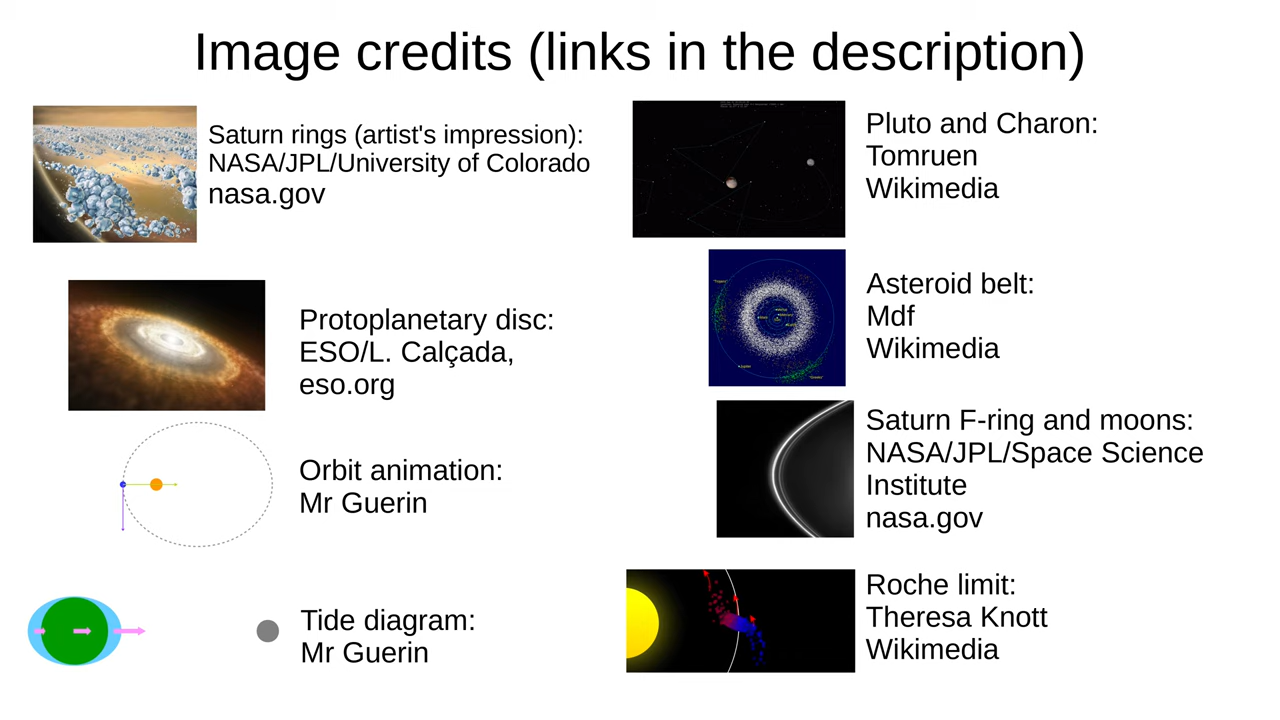 Image credits (links in the description)
Saturn rings (artist's impression):
NASA/JPL/University of Colorado
nasa.gov
Protoplanetary disc:
ESO/L. Calçada,
eso.org
Orbit animation:
Mr Guerin
Tide diagram:
Mr Guerin
Pluto and Charon:
Tomruen
Wikimedia
Asteroid belt:
Mdf
Wikimedia
Saturn F-ring and moons:
NASA/JPL/Space Science
Institute
nasa.gov
Roche limit:
Theresa Knott
Wikimedia